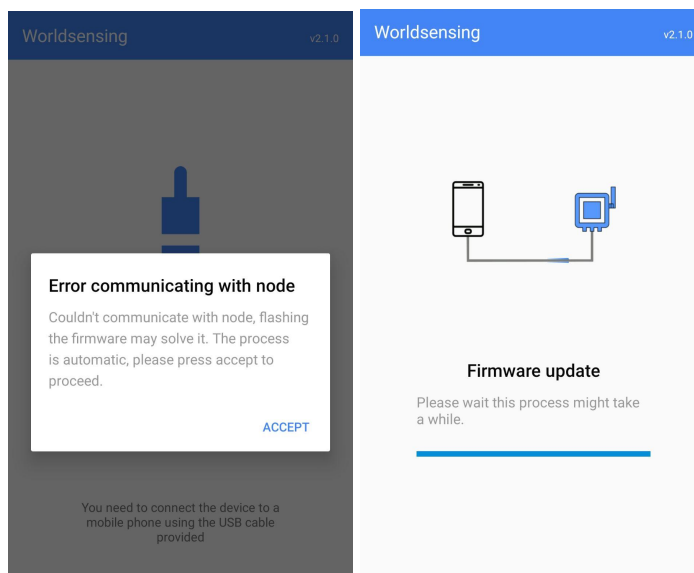 Worldsensing
v2.1.0
Error communicating with node
Couldn't communicate with node, flashing
the firmware may solve it. The process
is automatic, please press accept to
proceed.
ACCEPT
You need to connect the device to a
mobile phone using the USB cable
provided
Worldsensing
v2.1.0
Firmware update
Please wait this process might take
a while.